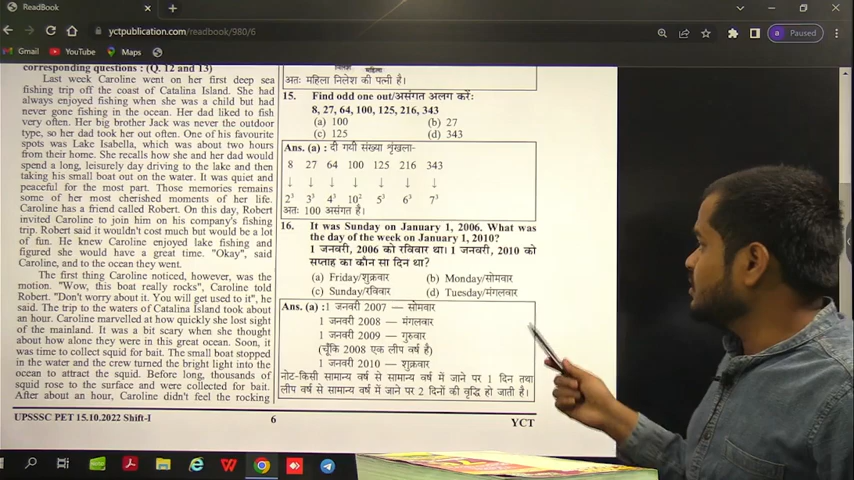 ReadBook
yctpublication.com/readbook/980/6
Paused
Gmail
YouTube
Maps
corresponding questions : (Q. 12 and 13)
Last week Caroline went on her first deep sea
fishing trip off the coast of Catalina Island. She had
always enjoyed fishing when she was a child but had
never gone fishing in the ocean. Her dad liked to fish
very often. Her big brother Jack was never the outdoor
type, so her dad took her out often. One of his favourite
spots was Lake Isabella, which was about two hours
from their home. She recalls how she and her dad would
spend a long, leisurely day driving to the lake and then
taking his small boat out on the water. It was quiet and
peaceful for the most part. Those memories remains
some of her most cherished moments of her life.
Caroline has a friend called Robert. On this day, Robert
invited Caroline to join him on his company's fishing
trip. Robert said it wouldn't cost much but would be a lot
of fun. He knew Caroline enjoyed lake fishing and
figured she would have a great time. "Okay", said
Caroline, and to the ocean they went.
The first thing Caroline noticed, however, was the
motion. "Wow, this boat really rocks", Caroline told
Robert. "Don't worry about it. You will get used to it", he
said. The trip to the waters of Catalina Island took about
an hour. Caroline marvelled at how quickly she lost sight
of the mainland. It was a bit scary when she thought
about how alone they were in this great ocean. Soon, it
was time to collect squid for bait. The small boat stopped
in the water and the crew turned the bright light into the
ocean to attract the squid. Before long, thousands of
squid rose to the surface and were collected for bait.
After about an hour, Caroline didn't feel the rocking
महिला
अतः महिला निलेश की पत्नी है।
15. Find odd one out/असंगत अलग करें:
8, 27, 64, 100, 125, 216, 343
(a) 100 (b) 27
(c) 125 (d) 343
Ans. (a) : दी गयी संख्या शृंखला-
8 27 64 100 125 216 343
↓ ↓ ↓ ↓ ↓ ↓ ↓
2³ 3³ 4³ 10² 5³ 6³ 7³
अतः 100 असंगत है।
16. It was Sunday on January 1, 2006. What was
the day of the week on January 1, 2010?
1 जनवरी, 2006 को रविवार था। 1 जनवरी, 2010 को
सप्ताह का कौन सा दिन था?
(a) Friday/शुक्रवार (b) Monday/सोमवार
(c) Sunday/रविवार (d) Tuesday/मंगलवार
Ans. (a) : 1 जनवरी 2007 — सोमवार
1 जनवरी 2008 — मंगलवार
1 जनवरी 2009 — गुरुवार
(चूँकि 2008 एक लीप वर्ष है)
1 जनवरी 2010 — शुक्रवार
नोट-किसी सामान्य वर्ष से सामान्य वर्ष में जाने पर 1 दिन तथा
लीप वर्ष से सामान्य वर्ष में जाने पर 2 दिनों की वृद्धि हो जाती है।
UPSSSC PET 15.10.2022 Shift-I 6 YCT